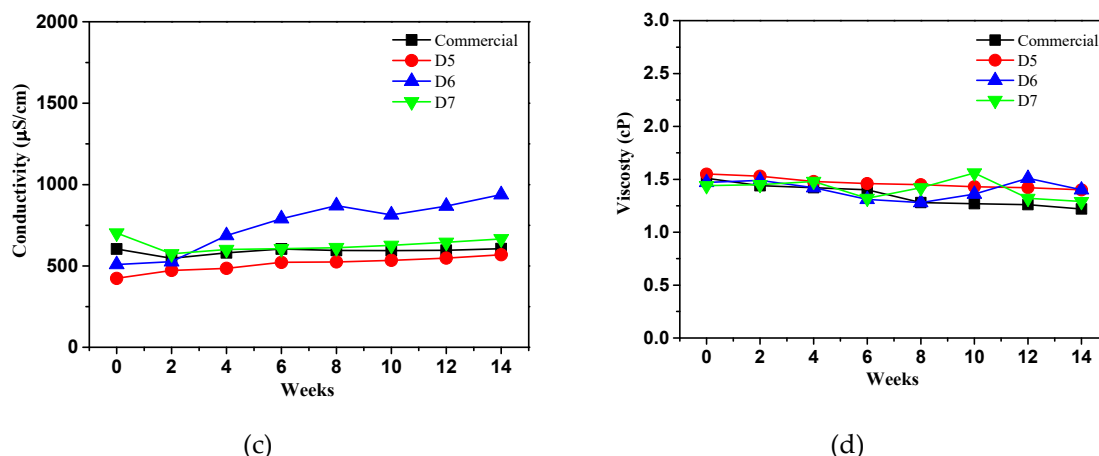 2000
1500
1000
500
0
Conductivity (µS/cm)
Commercial
D5
D6
D7
0 2 4 6 8 10 12 14
Weeks
(c)
3.0
2.5
2.0
1.5
1.0
0.5
0.0
Viscosty (cP)
Commercial
D5
D6
D7
0 2 4 6 8 10 12 14
Weeks
(d)